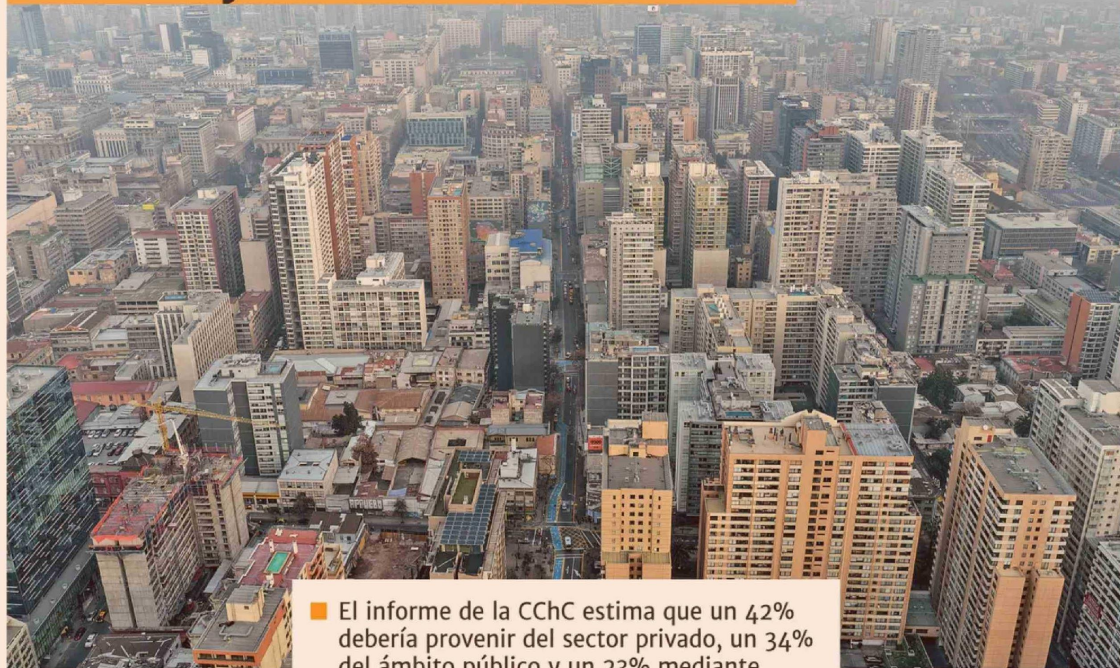 El informe de la CChC estima que un 42%
debería provenir del sector privado, un 34%
del ámbito público y un 23% mediante